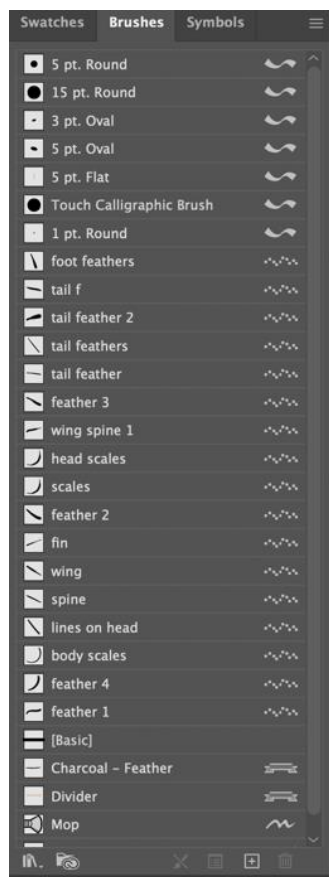 Swatches Brushes Symbols
5 pt. Round
15 pt. Round
3 pt. Oval
5 pt. Oval
5 pt. Flat
Touch Calligraphic Brush
1 pt. Round
foot feathers
tail f
tail feather 2
tail feathers
tail feather
feather 3
wing spine 1
head scales
scales
feather 2
fin
wing
spine
lines on head
body scales
feather 4
feather 1
[Basic]
Charcoal – Feather
Divider
Mop